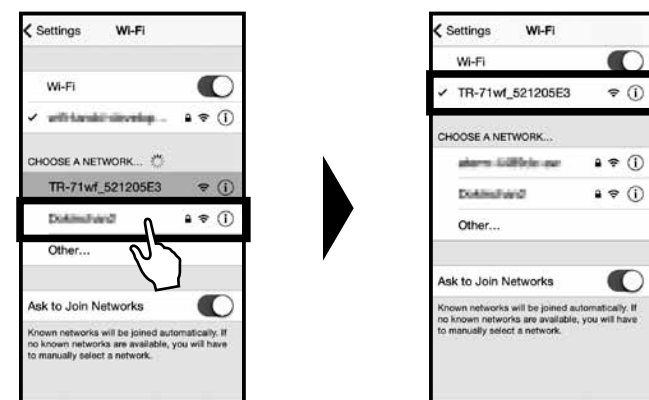 Settings Wi-Fi
Wi-Fi
CHOOSE A NETWORK...
TR-71wf_521205E3
Other...
Ask to Join Networks
Known networks will be joined automatically. If
no known networks are available, you will have
to manually select a network.
Settings Wi-Fi
Wi-Fi
TR-71wf_521205E3
CHOOSE A NETWORK...
Other...
Ask to Join Networks
Known networks will be joined automatically. If
no known networks are available, you will have
to manually select a network.